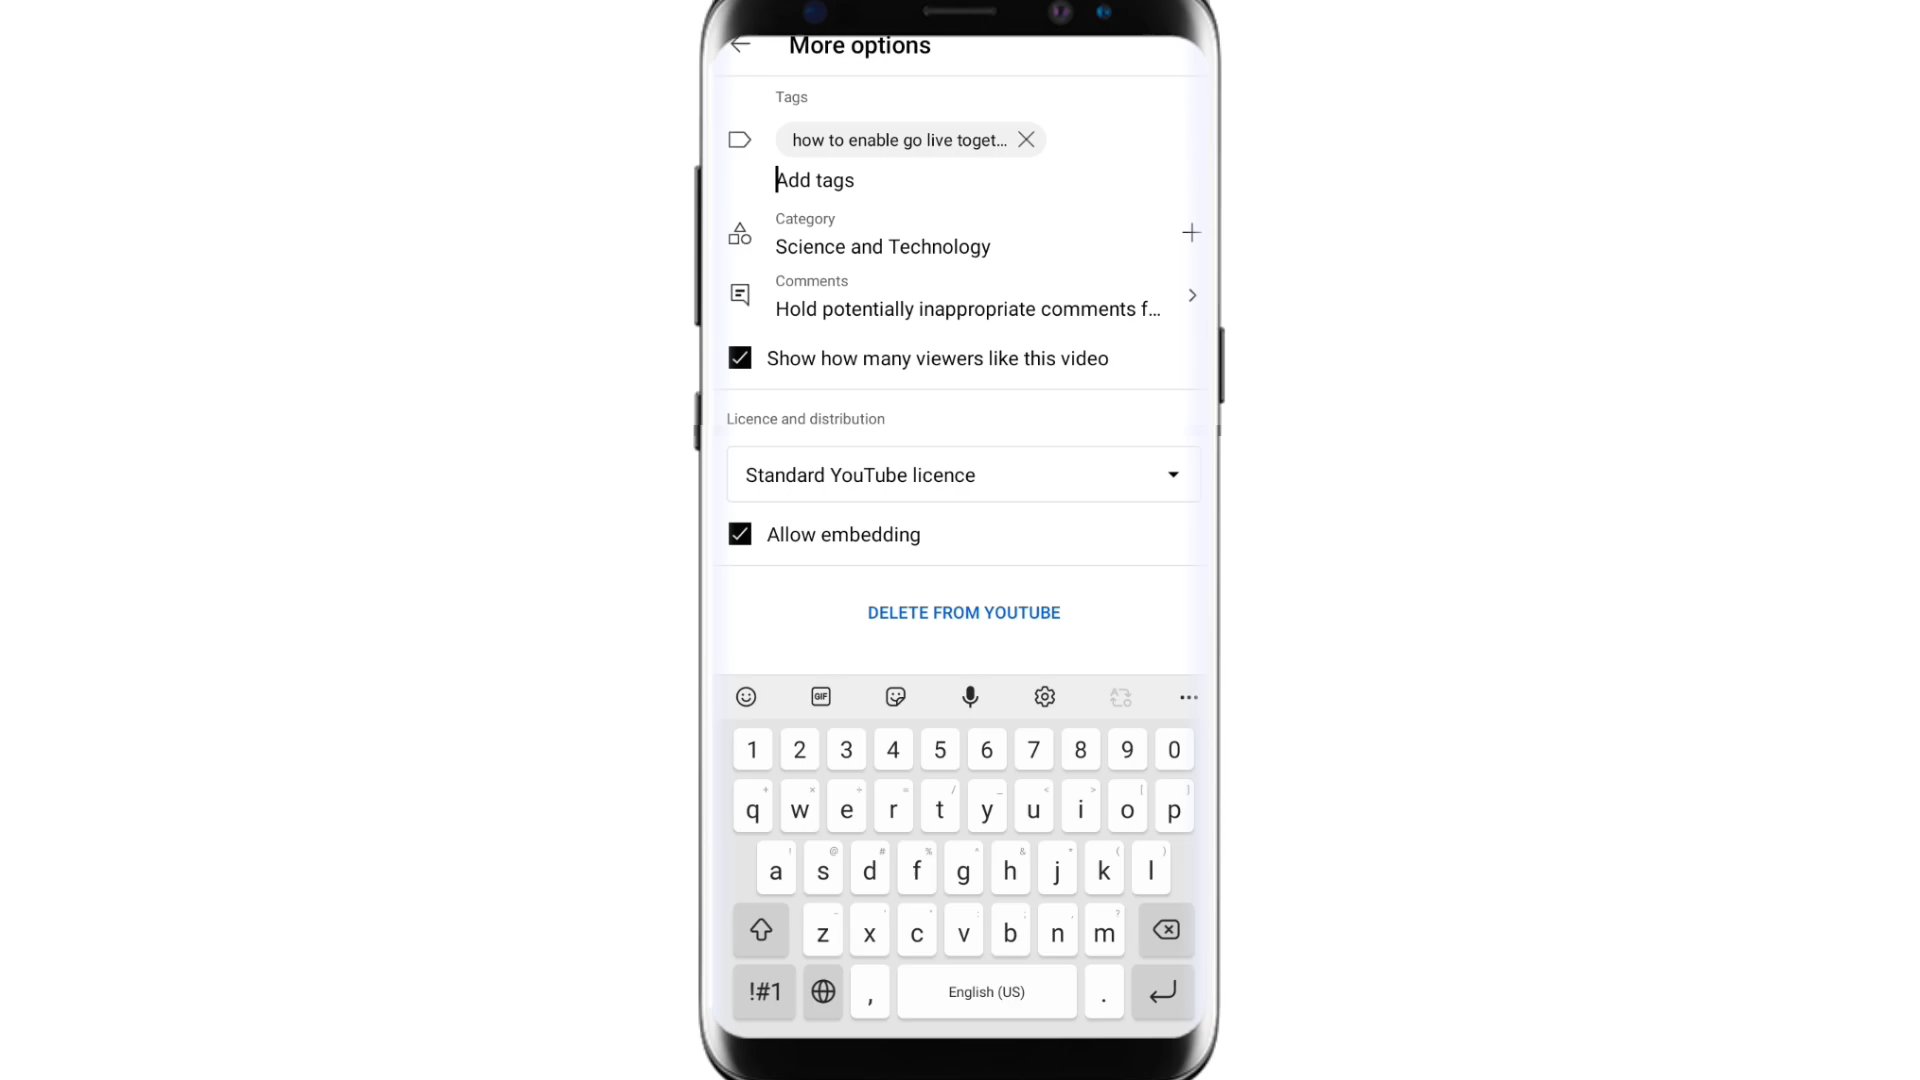 More options
Tags
how to enable go live toget...
Add tags
Category
Science and Technology
Comments
Hold potentially inappropriate comments f...
Show how many viewers like this video
Licence and distribution
Standard YouTube licence
Allow embedding
DELETE FROM YOUTUBE
GIF
1 2 3 4 5 6 7 8 9 0
q w e r t y u i o p
a s d f g h j k l
z x c v b n m
!#1 , English (US) .